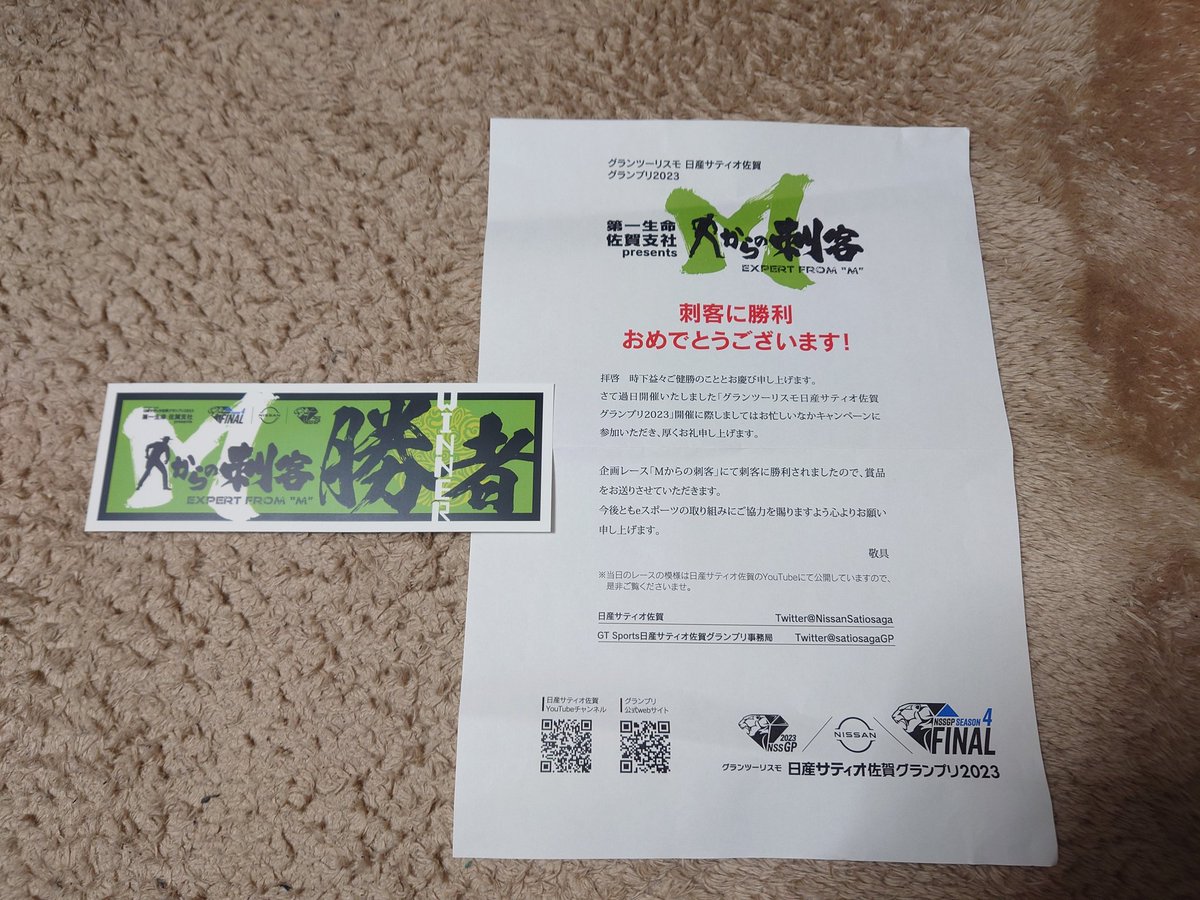 グランツーリスモ 日産サティオ佐賀
グランプリ2023
第一生命
佐賀支社
presents
Mからの刺客
EXPERT FROM "M"
刺客に勝利
おめでとうございます!
拝啓　時下益々ご健勝のこととお慶び申し上げます。
さて過日開催いたしました「グランツーリスモ日産サティオ佐賀
グランプリ2023」開催に際しましてはお忙しいなかキャンペーンに
参加いただき、厚くお礼申し上げます。
企画レース「Mからの刺客」にて刺客に勝利されましたので、賞品
をお送りさせていただきます。
今後ともeスポーツの取り組みにご協力を賜りますよう心よりお願い
申し上げます。
敬具
※当日のレースの模様は日産サティオ佐賀のYouTubeにて公開していますので、
是非ご覧くださいませ。
日産サティオ佐賀 Twitter@NissanSatiosaga
GT Sports日産サティオ佐賀グランプリ事務局 Twitter@satiosagaGP
日産サティオ佐賀
YouTubeチャンネル
グランプリ
公式webサイト
2023
NSSGP
NISSAN
NSSGP SEASON 4
FINAL
グランツーリスモ 日産サティオ佐賀グランプリ2023
第一生命 佐賀支社
presents
FINAL
NISSAN
Mからの刺客
EXPERT FROM "M"
勝者
WINNER